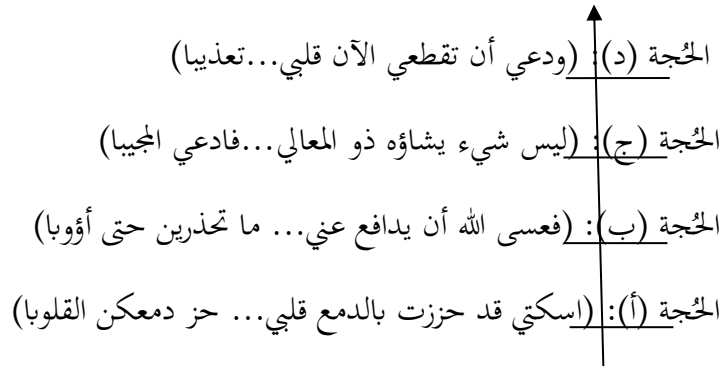 الحُجة (د): (ودعي أن تقطعي الآن قلبي...تعذيبا)
الحُجة (ج): (ليس شيء يشاؤه ذو المعالي...فادعي المجيبا)
الحُجة (ب): (فعسى الله أن يدافع عني... ما تحذرين حتى أؤوبا)
الحُجة (أ): (اسكتي قد حززت بالدمع قلبي... حز دمعكن القلوبا)